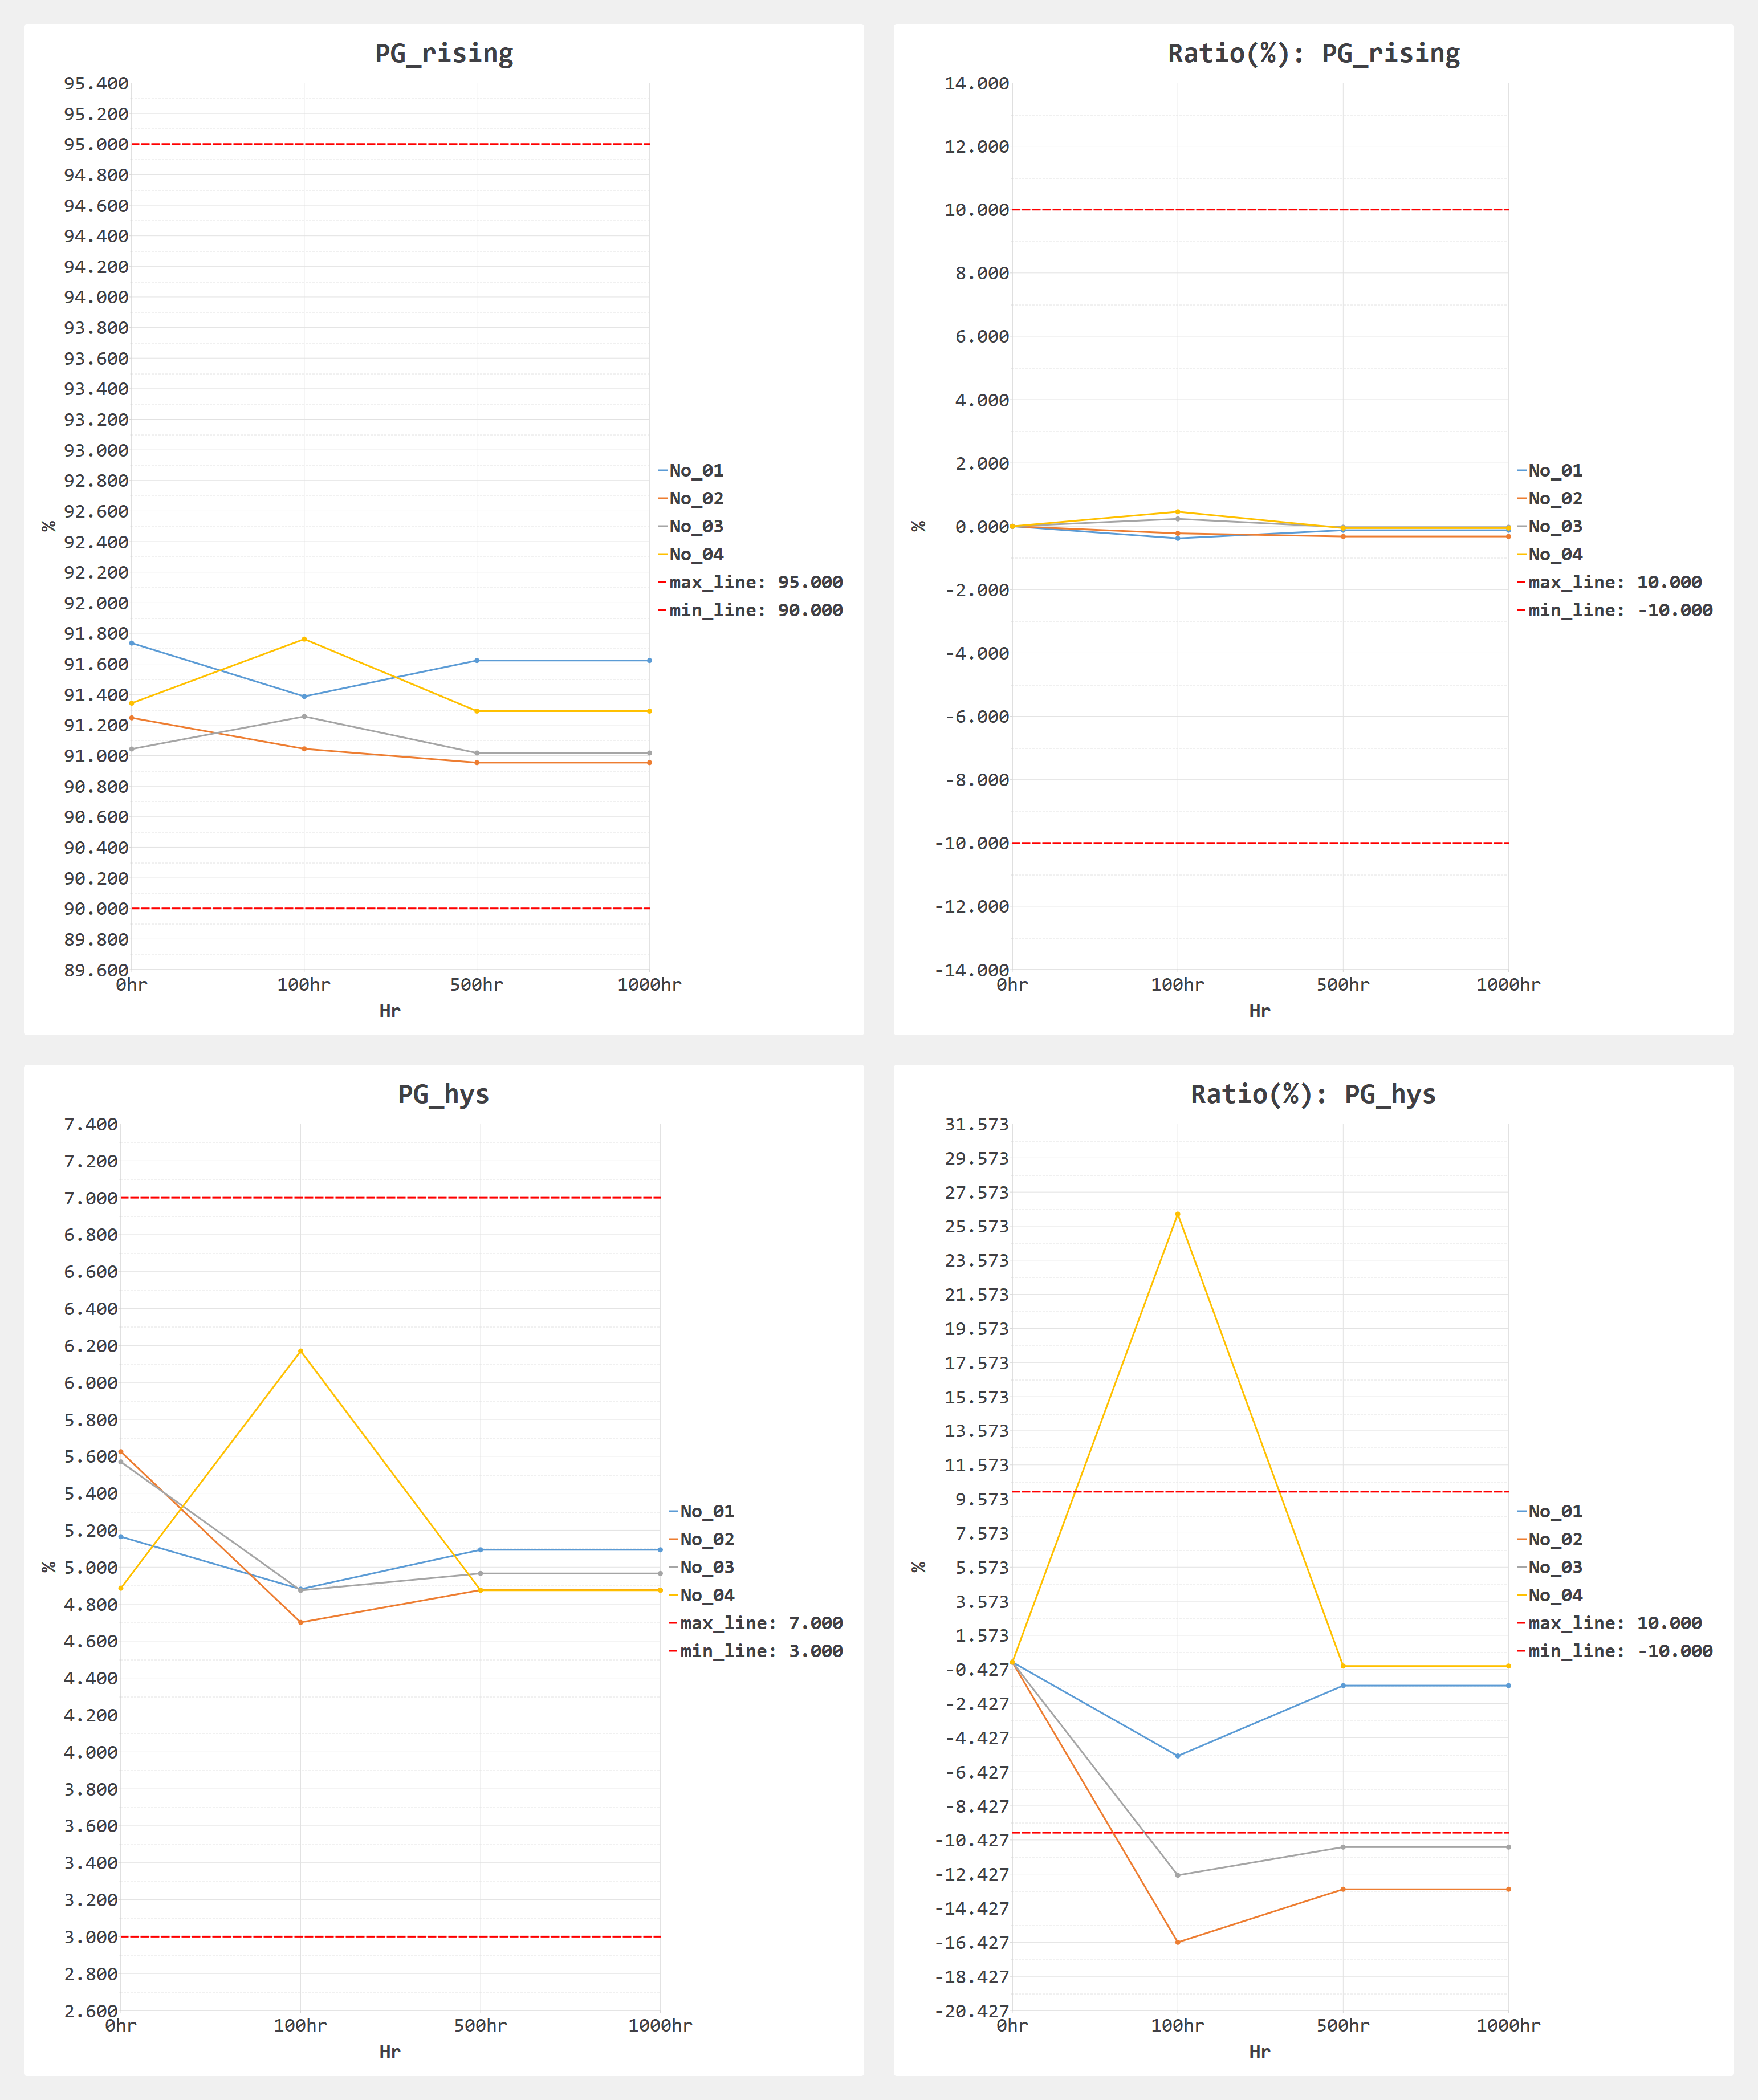 PG_rising
95.400
95.200
95.000
94.800
94.600
94.400
94.200
94.000
93.800
93.600
93.400
93.200
93.000
92.800
92.600
92.400
92.200
92.000
91.800
91.600
91.400
91.200
91.000
90.800
90.600
90.400
90.200
90.000
89.800
89.600
%
0hr 100hr 500hr 1000hr
Hr
No_01
No_02
No_03
No_04
max_line: 95.000
min_line: 90.000
Ratio(%): PG_rising
14.000
12.000
10.000
8.000
6.000
4.000
2.000
0.000
-2.000
-4.000
-6.000
-8.000
-10.000
-12.000
-14.000
%
0hr 100hr 500hr 1000hr
Hr
No_01
No_02
No_03
No_04
max_line: 10.000
min_line: -10.000
PG_hys
7.400
7.200
7.000
6.800
6.600
6.400
6.200
6.000
5.800
5.600
5.400
5.200
5.000
4.800
4.600
4.400
4.200
4.000
3.800
3.600
3.400
3.200
3.000
2.800
2.600
%
0hr 100hr 500hr 1000hr
Hr
No_01
No_02
No_03
No_04
max_line: 7.000
min_line: 3.000
Ratio(%): PG_hys
31.573
29.573
27.573
25.573
23.573
21.573
19.573
17.573
15.573
13.573
11.573
9.573
7.573
5.573
3.573
1.573
-0.427
-2.427
-4.427
-6.427
-8.427
-10.427
-12.427
-14.427
-16.427
-18.427
-20.427
%
0hr 100hr 500hr 1000hr
Hr
No_01
No_02
No_03
No_04
max_line: 10.000
min_line: -10.000